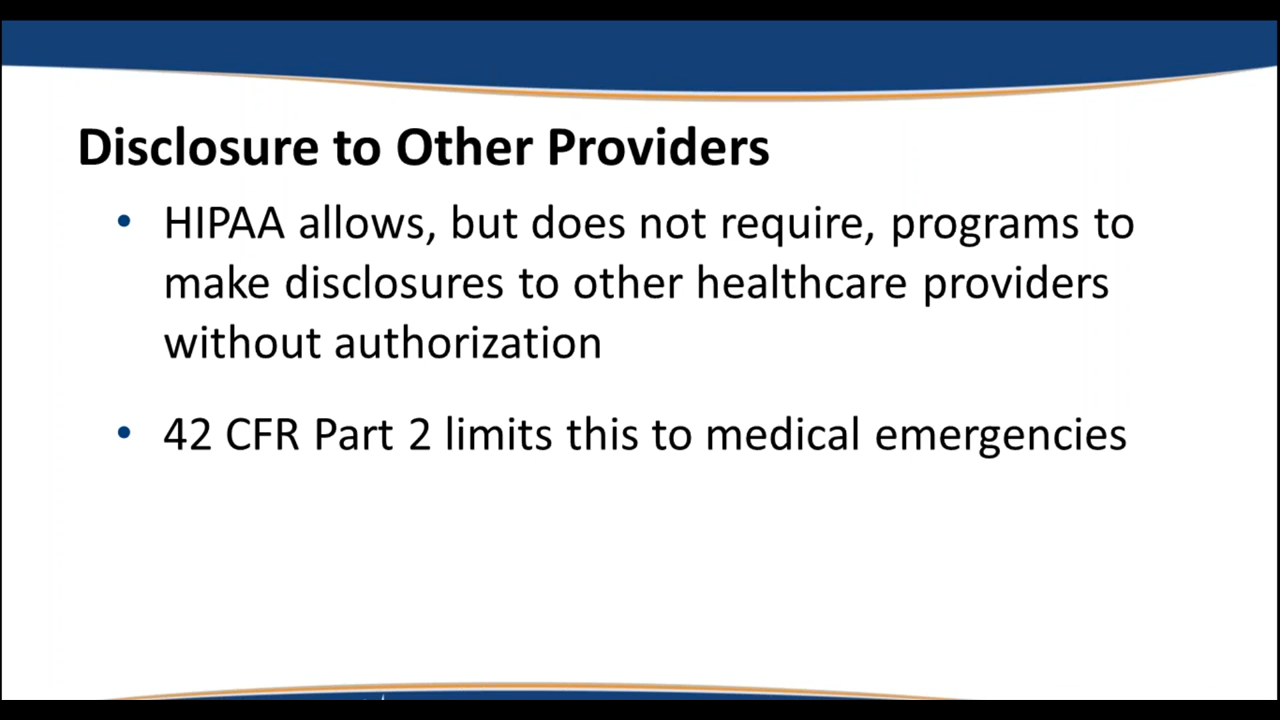 Disclosure to Other Providers
• HIPAA allows, but does not require, programs to
make disclosures to other healthcare providers
without authorization
• 42 CFR Part 2 limits this to medical emergencies